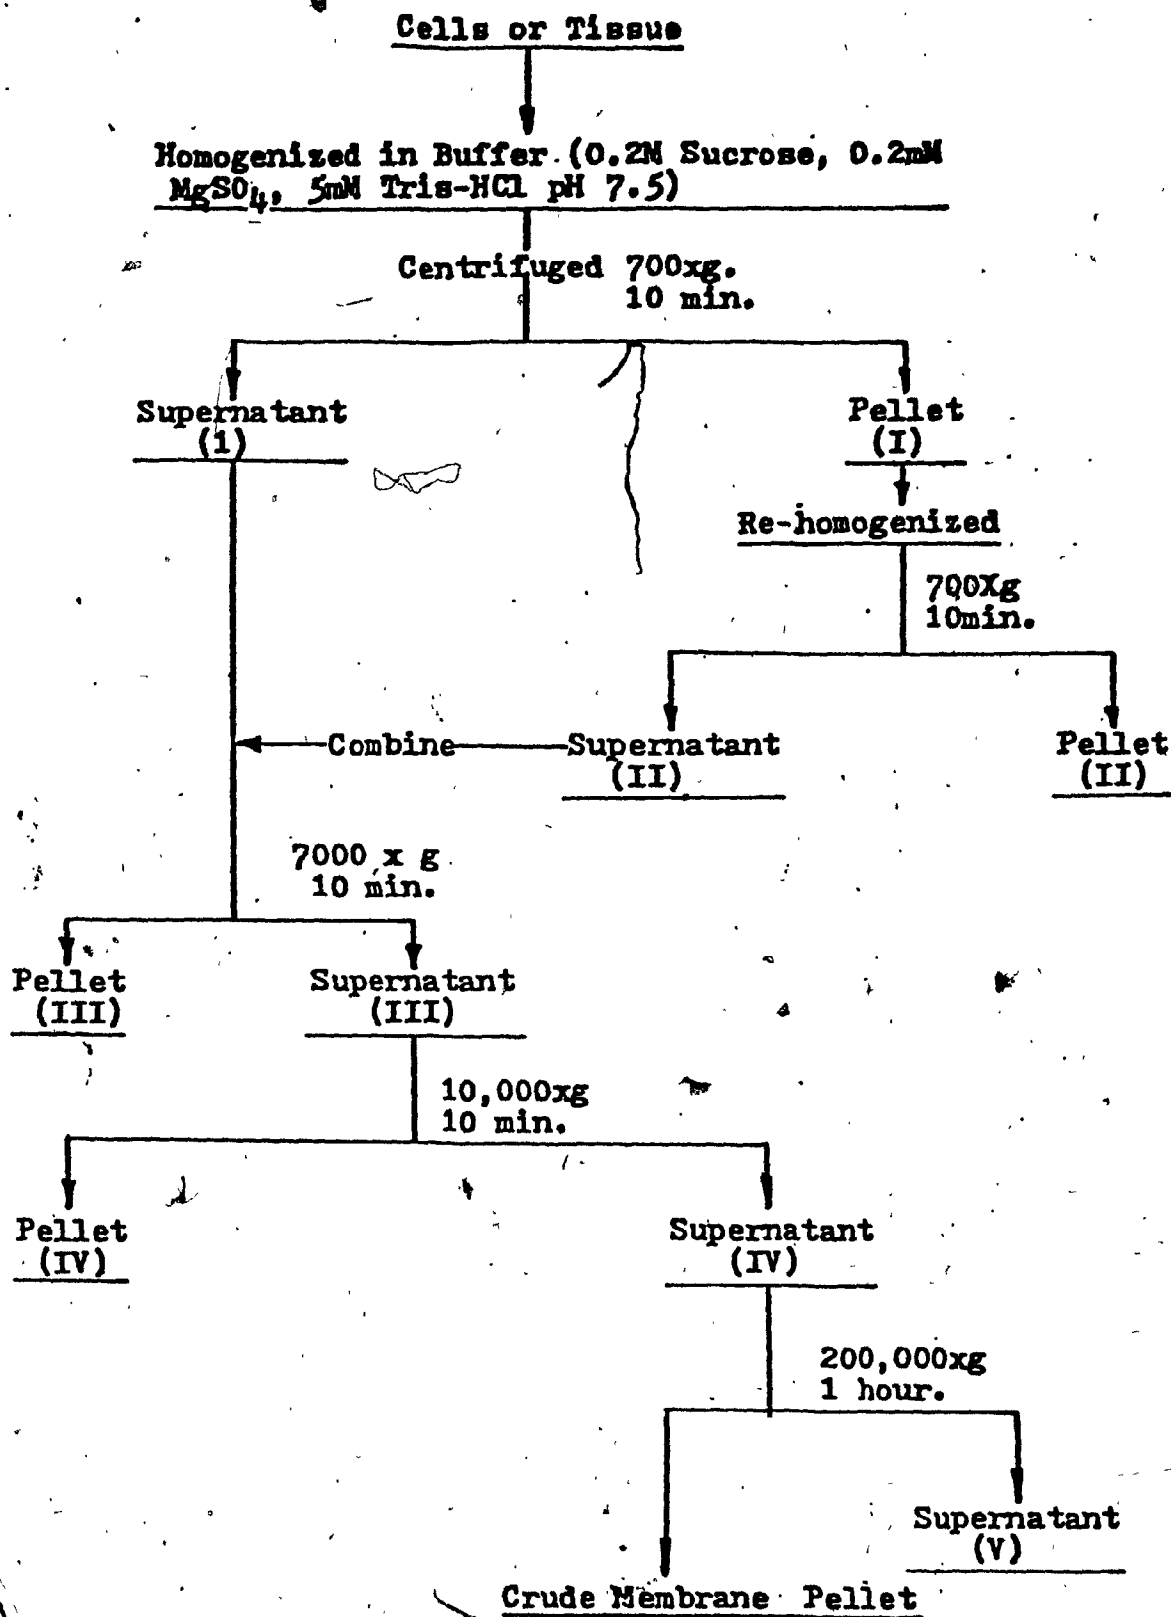 Cells or Tissue
Homogenized in Buffer (0.2M Sucrose, 0.2mM
MgSO4, 5mM Tris-HCl pH 7.5)
Centrifuged 700xg.
10 min.
Supernatant
(1)
Pellet
(I)
Re-homogenized
700Xg
10min.
Combine
Supernatant
(II)
Pellet
(II)
7000 x g
10 min.
Pellet
(III)
Supernatant
(III)
10,000xg
10 min.
Pellet
(IV)
Supernatant
(IV)
200,000xg
1 hour.
Supernatant
(V)
Crude Membrane Pellet